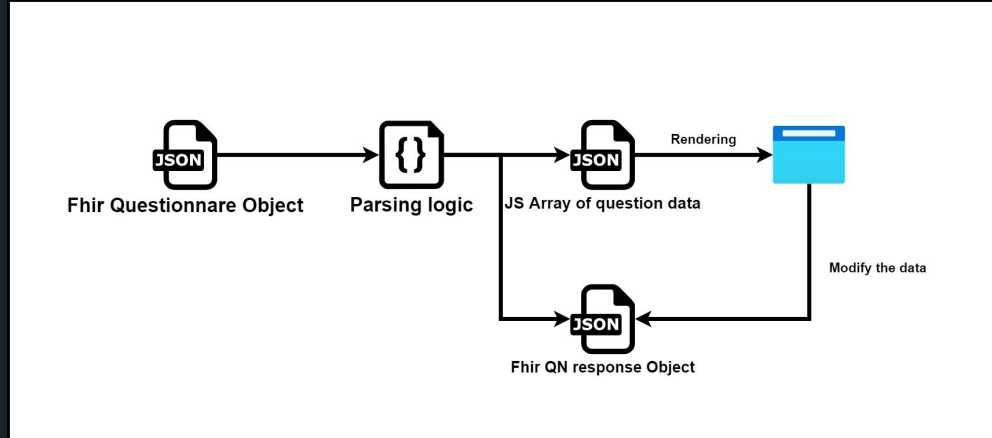 JSON
{}
JSON
Rendering
Fhir Questionnare Object
Parsing logic
JS Array of question data
Modify the data
JSON
Fhir QN response Object